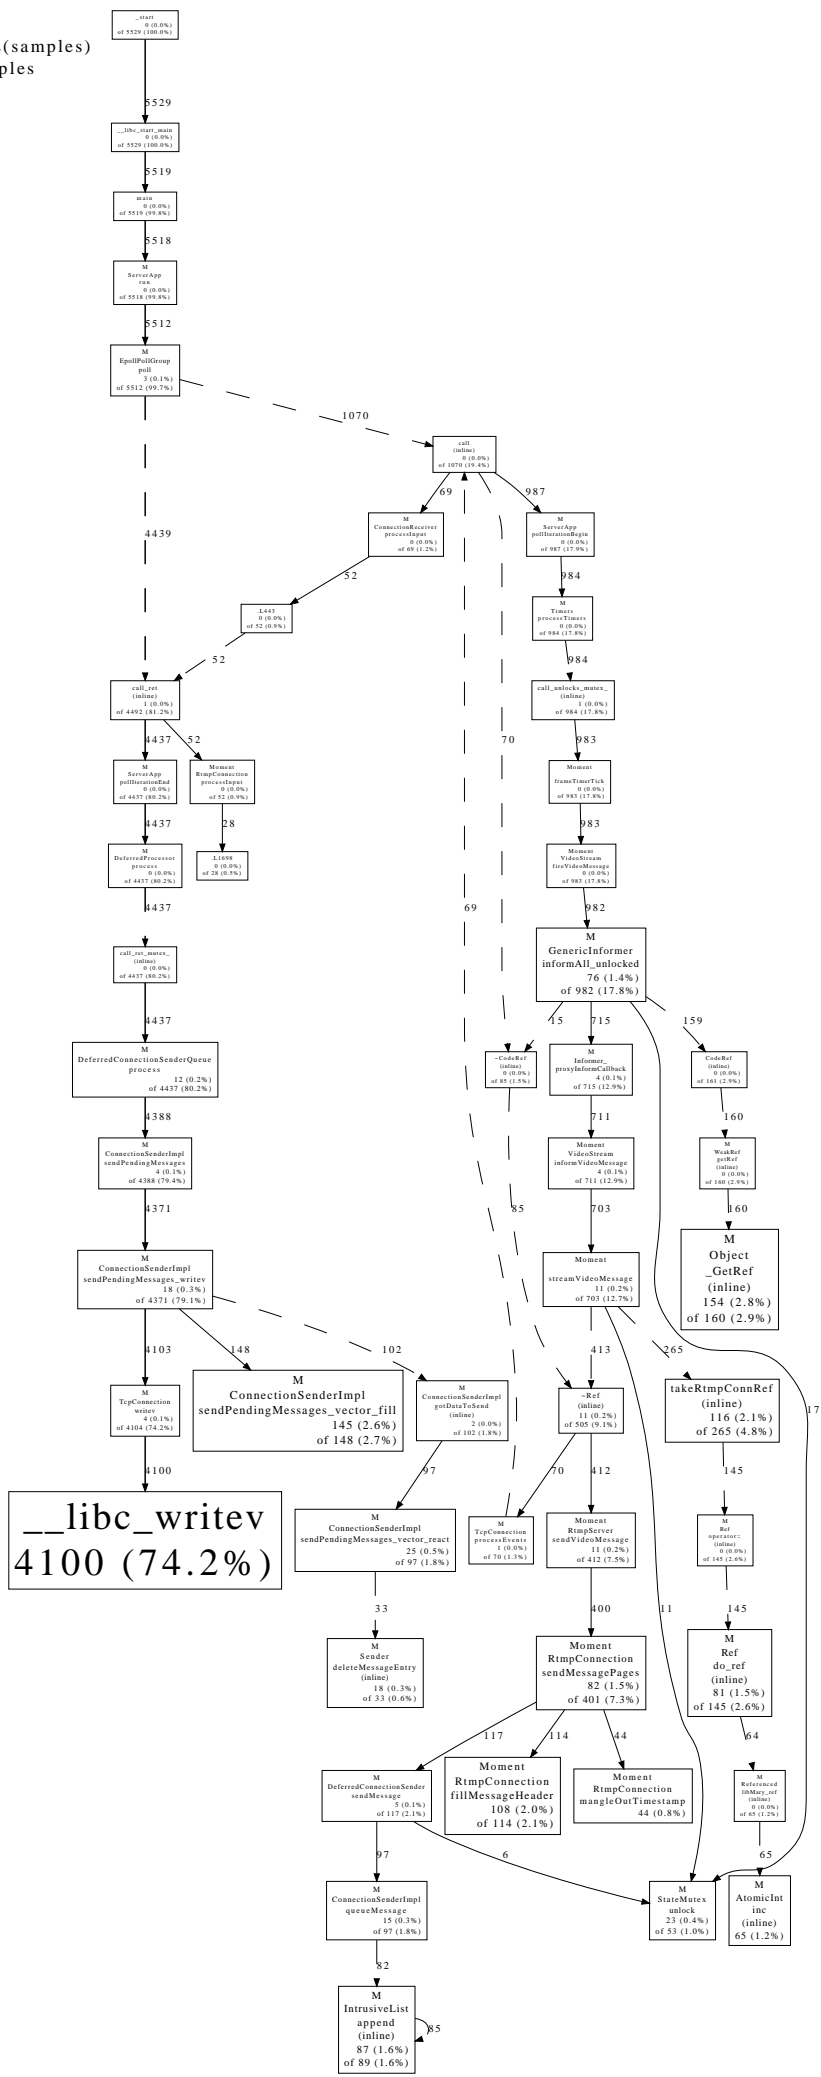 _start
0 (0.0%)
of 5529 (100.0%)
(samples)
ples
5529
__libc_start_main
0 (0.0%)
of 5529 (100.0%)
5519
main
0 (0.0%)
of 5519 (99.8%)
5518
M
ServerApp
run
0 (0.0%)
of 5518 (99.8%)
5512
M
EpollPollGroup
poll
3 (0.1%)
of 5512 (99.7%)
1070
call
(inline)
0 (0.0%)
of 1070 (19.4%)
4439
69
987
M
ConnectionReceiver
processInput
0 (0.0%)
of 69 (1.2%)
M
ServerApp
pollIterationBegin
0 (0.0%)
of 987 (17.9%)
52
984
.L443
0 (0.0%)
of 52 (0.9%)
M
Timers
processTimers
0 (0.0%)
of 984 (17.8%)
52
984
call_ret
(inline)
1 (0.0%)
of 4492 (81.2%)
call_unlocks_mutex_
(inline)
1 (0.0%)
of 984 (17.8%)
4437
52
70
983
M
ServerApp
pollIterationEnd
0 (0.0%)
of 4437 (80.2%)
Moment
RtmpConnection
processInput
0 (0.0%)
of 52 (0.9%)
Moment
frameTimerTick
0 (0.0%)
of 983 (17.8%)
4437
28
983
M
DeferredProcessor
process
0 (0.0%)
of 4437 (80.2%)
.L1698
0 (0.0%)
of 28 (0.5%)
Moment
VideoStream
fireVideoMessage
0 (0.0%)
of 983 (17.8%)
4437
69
982
call_ret_mutex_
(inline)
0 (0.0%)
of 4437 (80.2%)
M
GenericInformer
informAll_unlocked
76 (1.4%)
of 982 (17.8%)
4437
15
715
159
M
DeferredConnectionSenderQueue
process
12 (0.2%)
of 4437 (80.2%)
~CodeRef
(inline)
0 (0.0%)
of 85 (1.5%)
M
Informer_
proxyInformCallback
4 (0.1%)
of 715 (12.9%)
CodeRef
(inline)
0 (0.0%)
of 161 (2.9%)
4388
711
160
M
ConnectionSenderImpl
sendPendingMessages
4 (0.1%)
of 4388 (79.4%)
Moment
VideoStream
informVideoMessage
4 (0.1%)
of 711 (12.9%)
M
WeakRef
getRef
(inline)
0 (0.0%)
of 160 (2.9%)
4371
85
703
160
M
ConnectionSenderImpl
sendPendingMessages_writev
18 (0.3%)
of 4371 (79.1%)
Moment
streamVideoMessage
11 (0.2%)
of 703 (12.7%)
M
Object
_GetRef
(inline)
154 (2.8%)
of 160 (2.9%)
4103
148
102
413
265
M
TcpConnection
writev
4 (0.1%)
of 4104 (74.2%)
M
ConnectionSenderImpl
sendPendingMessages_vector_fill
145 (2.6%)
of 148 (2.7%)
M
ConnectionSenderImpl
gotDataToSend
(inline)
2 (0.0%)
of 102 (1.8%)
~Ref
(inline)
11 (0.2%)
of 505 (9.1%)
takeRtmpConnRef
(inline)
116 (2.1%)
of 265 (4.8%)
17
4100
97
70
412
145
__libc_writev
4100 (74.2%)
M
ConnectionSenderImpl
sendPendingMessages_vector_react
25 (0.5%)
of 97 (1.8%)
M
TcpConnection
processEvents
1 (0.0%)
of 70 (1.3%)
Moment
RtmpServer
sendVideoMessage
11 (0.2%)
of 412 (7.5%)
M
Ref
operator=
(inline)
0 (0.0%)
of 145 (2.6%)
33
400
11
145
M
Sender
deleteMessageEntry
(inline)
18 (0.3%)
of 33 (0.6%)
Moment
RtmpConnection
sendMessagePages
82 (1.5%)
of 401 (7.3%)
M
Ref
do_ref
(inline)
81 (1.5%)
of 145 (2.6%)
117
114
44
64
M
DeferredConnectionSender
sendMessage
5 (0.1%)
of 117 (2.1%)
Moment
RtmpConnection
fillMessageHeader
108 (2.0%)
of 114 (2.1%)
Moment
RtmpConnection
mangleOutTimestamp
44 (0.8%)
M
Referenced
libMary_ref
(inline)
0 (0.0%)
of 65 (1.2%)
97
6
65
M
ConnectionSenderImpl
queueMessage
15 (0.3%)
of 97 (1.8%)
M
StateMutex
unlock
23 (0.4%)
of 53 (1.0%)
M
AtomicInt
inc
(inline)
65 (1.2%)
82
M
IntrusiveList
append
(inline)
87 (1.6%)
of 89 (1.6%)
85